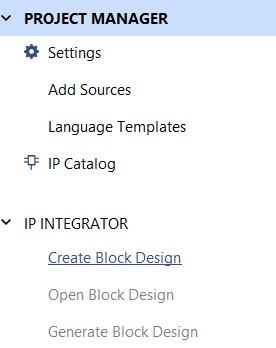 PROJECT MANAGER
Settings
Add Sources
Language Templates
IP Catalog
IP INTEGRATOR
Create Block Design
Open Block Design
Generate Block Design